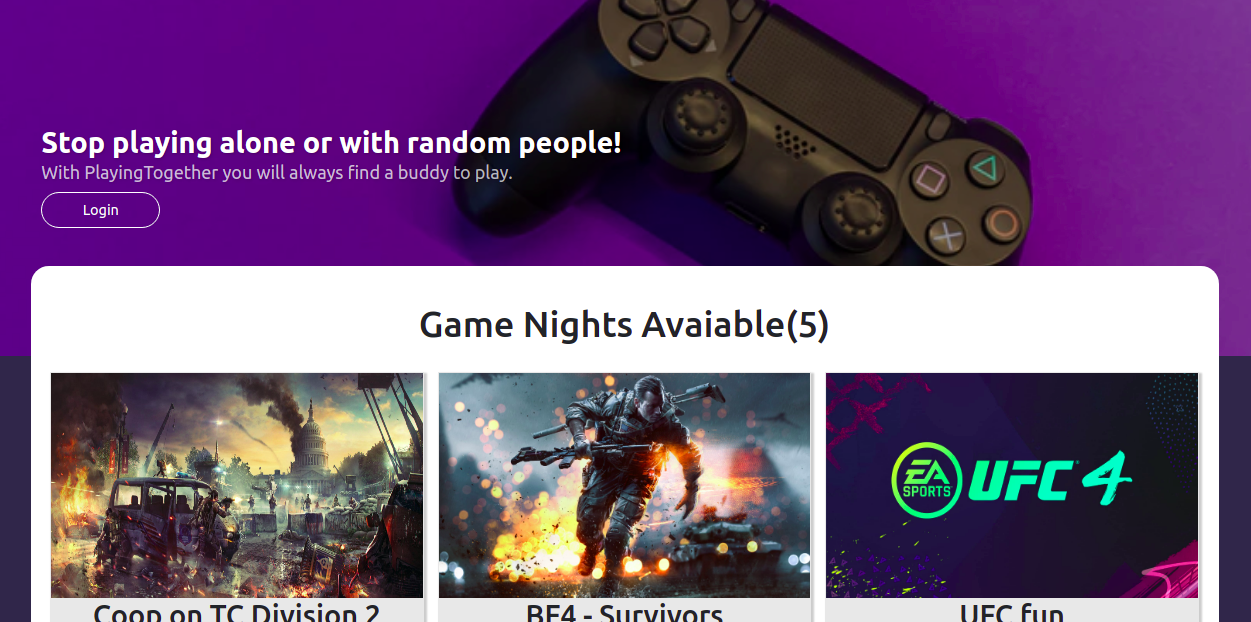 Stop playing alone or with random people!
With PlayingTogether you will always find a buddy to play.
Login
Game Nights Avaiable(5)
EA
SPORTS
UFC 4
Coop on TC Division 2
BF4 - Survivors
UFC fun